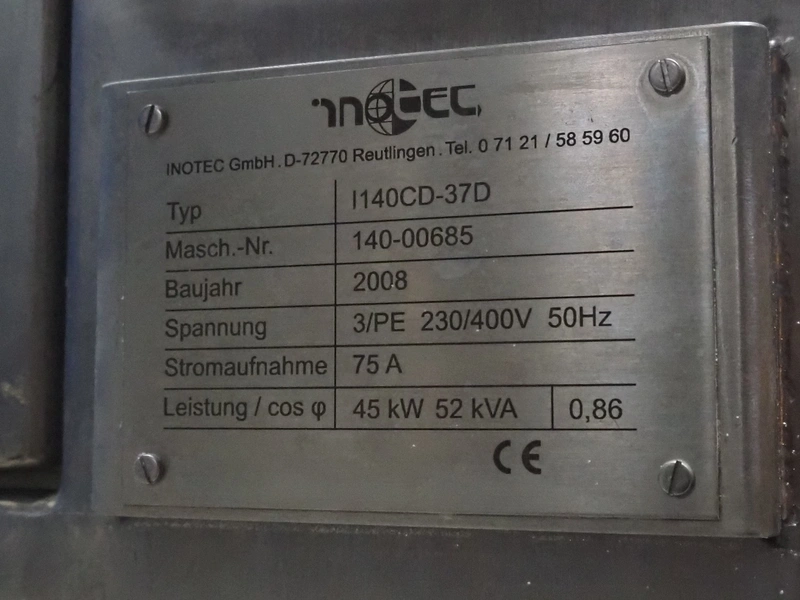 inotec
INOTEC GmbH . D-72770 Reutlingen . Tel. 0 71 21 / 58 59 60
Typ I140CD-37D
Masch.-Nr. 140-00685
Baujahr 2008
Spannung 3/PE 230/400V 50Hz
Stromaufnahme 75 A
Leistung / cos φ 45 kW 52 kVA 0,86
CE